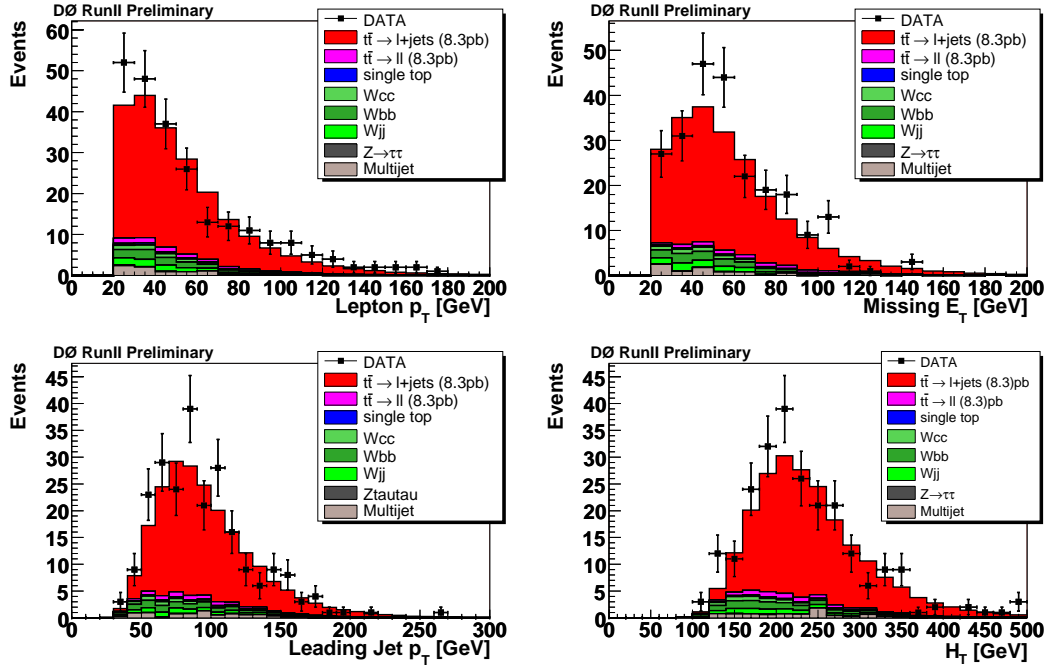 DØ RunII Preliminary
Events
60
50
40
30
20
10
0
DATA
tt̄ → l+jets (8.3pb)
tt̄ → ll (8.3pb)
single top
Wcc
Wbb
Wjj
Z→ττ
Multijet
0 20 40 60 80 100 120 140 160 180 200
Lepton p_T [GeV]
DØ RunII Preliminary
Events
50
40
30
20
10
0
DATA
tt̄ → l+jets (8.3pb)
tt̄ → ll (8.3pb)
single top
Wcc
Wbb
Wjj
Z→ττ
Multijet
0 20 40 60 80 100 120 140 160 180 200
Missing E_T [GeV]
DØ RunII Preliminary
Events
45
40
35
30
25
20
15
10
5
0
DATA
tt̄ → l+jets (8.3pb)
tt̄ → ll (8.3pb)
single top
Wcc
Wbb
Wjj
Ztautau
Multijet
0 50 100 150 200 250 300
Leading Jet p_T [GeV]
DØ RunII Preliminary
Events
45
40
35
30
25
20
15
10
5
0
DATA
tt̄ → l+jets (8.3)pb
tt̄ → ll (8.3)pb
single top
Wcc
Wbb
Wjj
Z→ττ
Multijet
0 50 100 150 200 250 300 350 400 450 500
H_T [GeV]